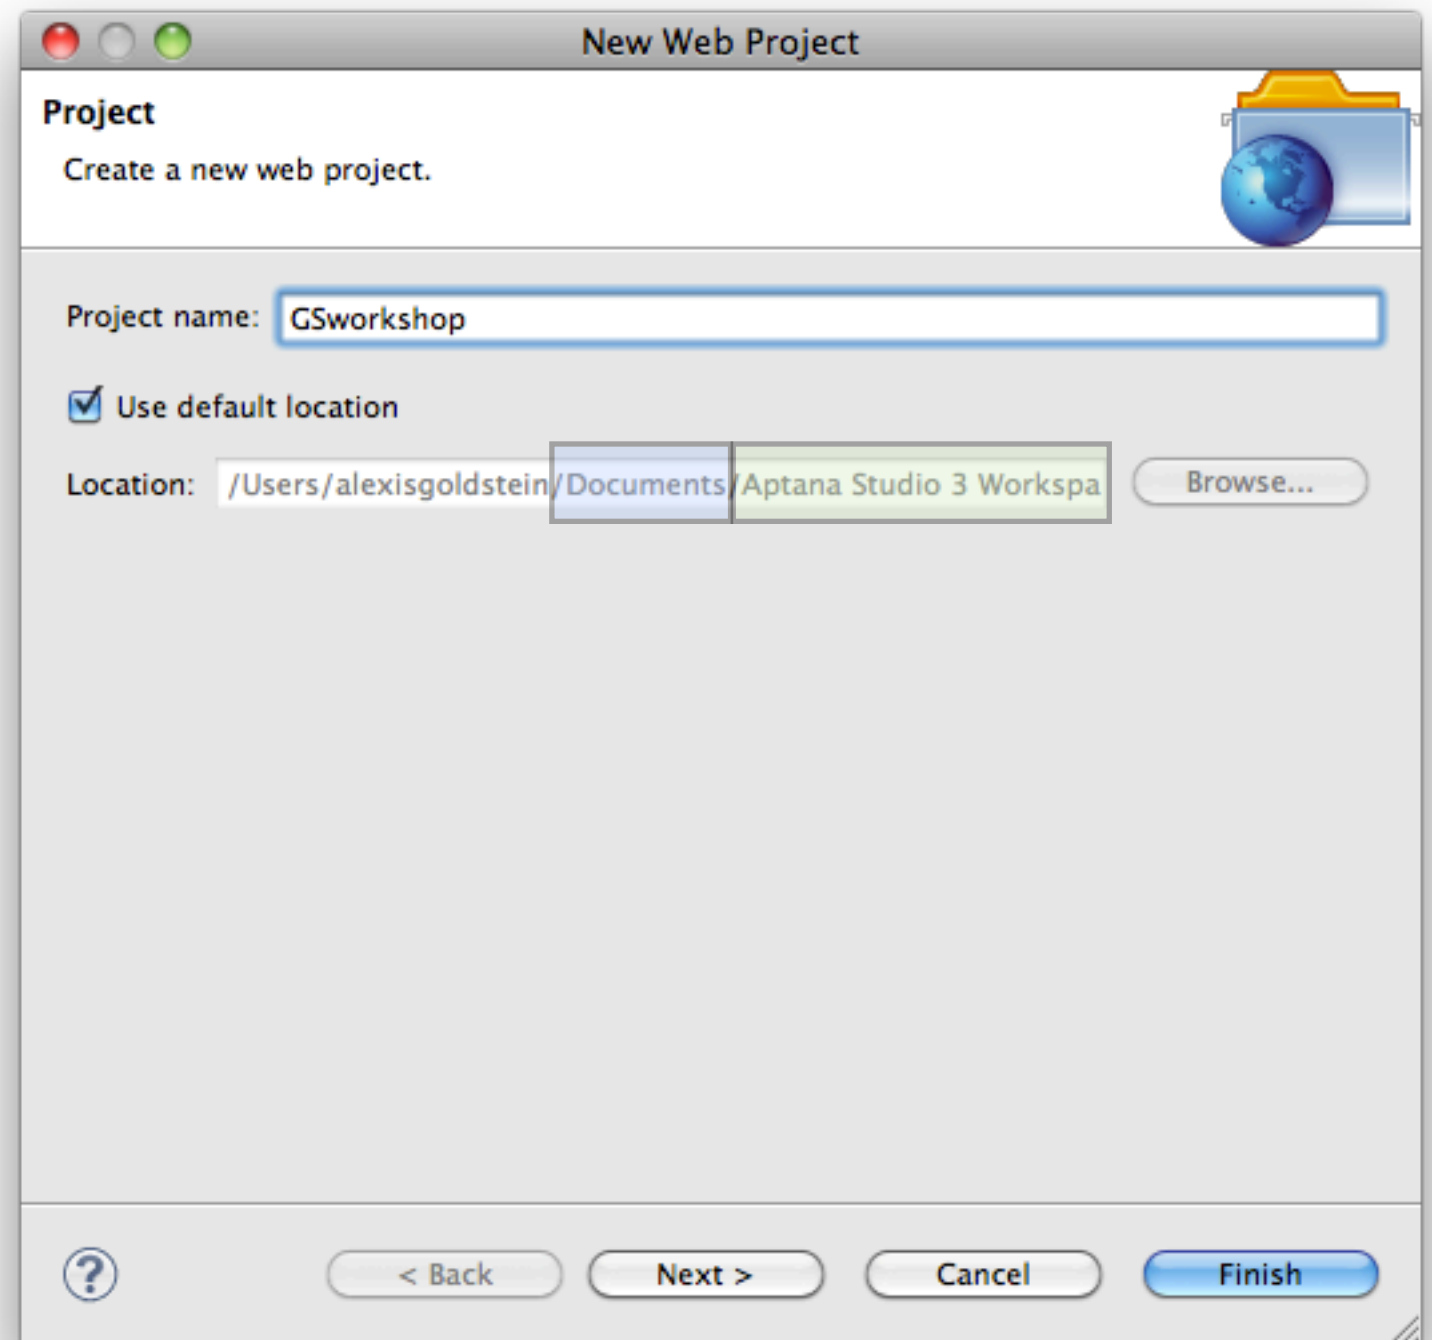 New Web Project
Project
Create a new web project.
Project name: GSworkshop
Use default location
Location: /Users/alexisgoldstein/Documents/Aptana Studio 3 Workspa Browse...
? < Back Next > Cancel Finish